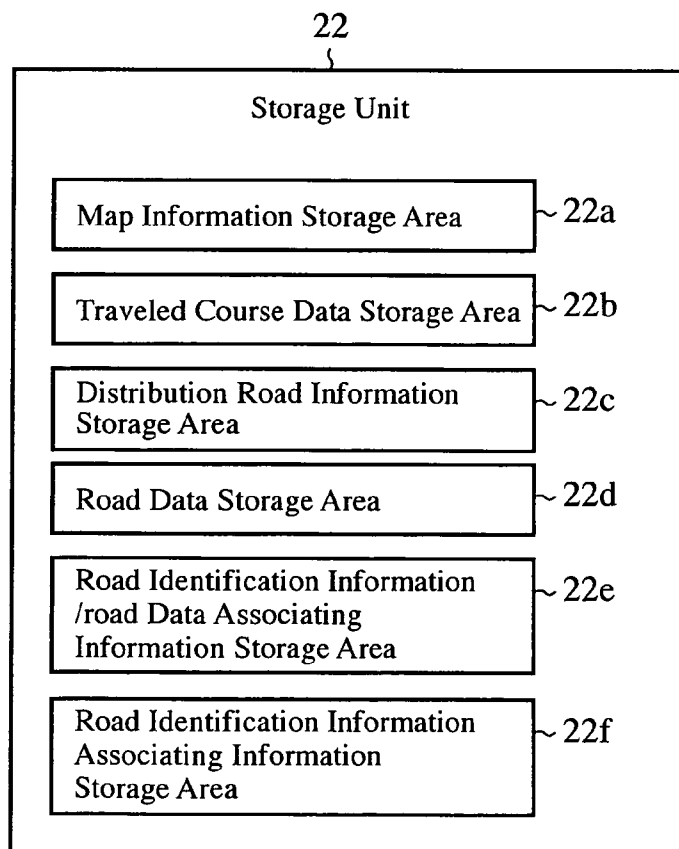 22
Storage Unit
Map Information Storage Area
22a
Traveled Course Data Storage Area
22b
Distribution Road Information
Storage Area
22c
Road Data Storage Area
22d
Road Identification Information
/road Data Associating
Information Storage Area
22e
Road Identification Information
Associating Information
Storage Area
22f